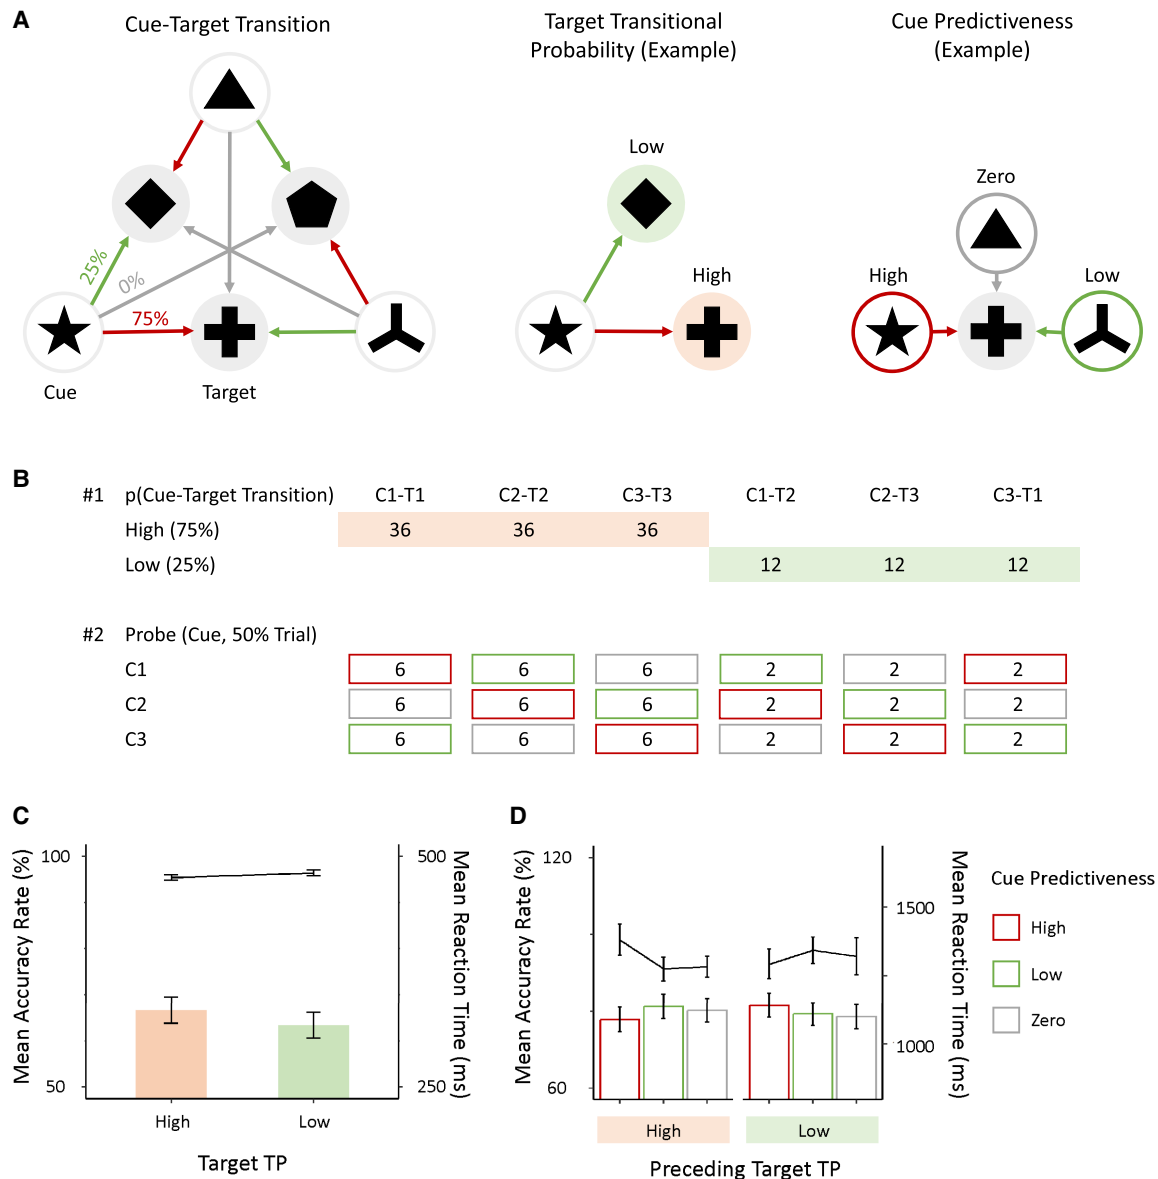 A
Cue-Target Transition
Target Transitional
Probability (Example)
Cue Predictiveness
(Example)
Low
Zero
High
High
Low
25%
0%
75%
Cue
Target
B
#1 p(Cue-Target Transition) C1-T1 C2-T2 C3-T3 C1-T2 C2-T3 C3-T1
High (75%) 36 36 36
Low (25%) 12 12 12
#2 Probe (Cue, 50% Trial)
C1 6 6 6 2 2 2
C2 6 6 6 2 2 2
C3 6 6 6 2 2 2
C
Mean Accuracy Rate (%)
100
50
500
250
Mean Reaction Time (ms)
High
Low
Target TP
D
Mean Accuracy Rate (%)
120
60
1500
1000
Mean Reaction Time (ms)
High
Low
Preceding Target TP
Cue Predictiveness
High
Low
Zero